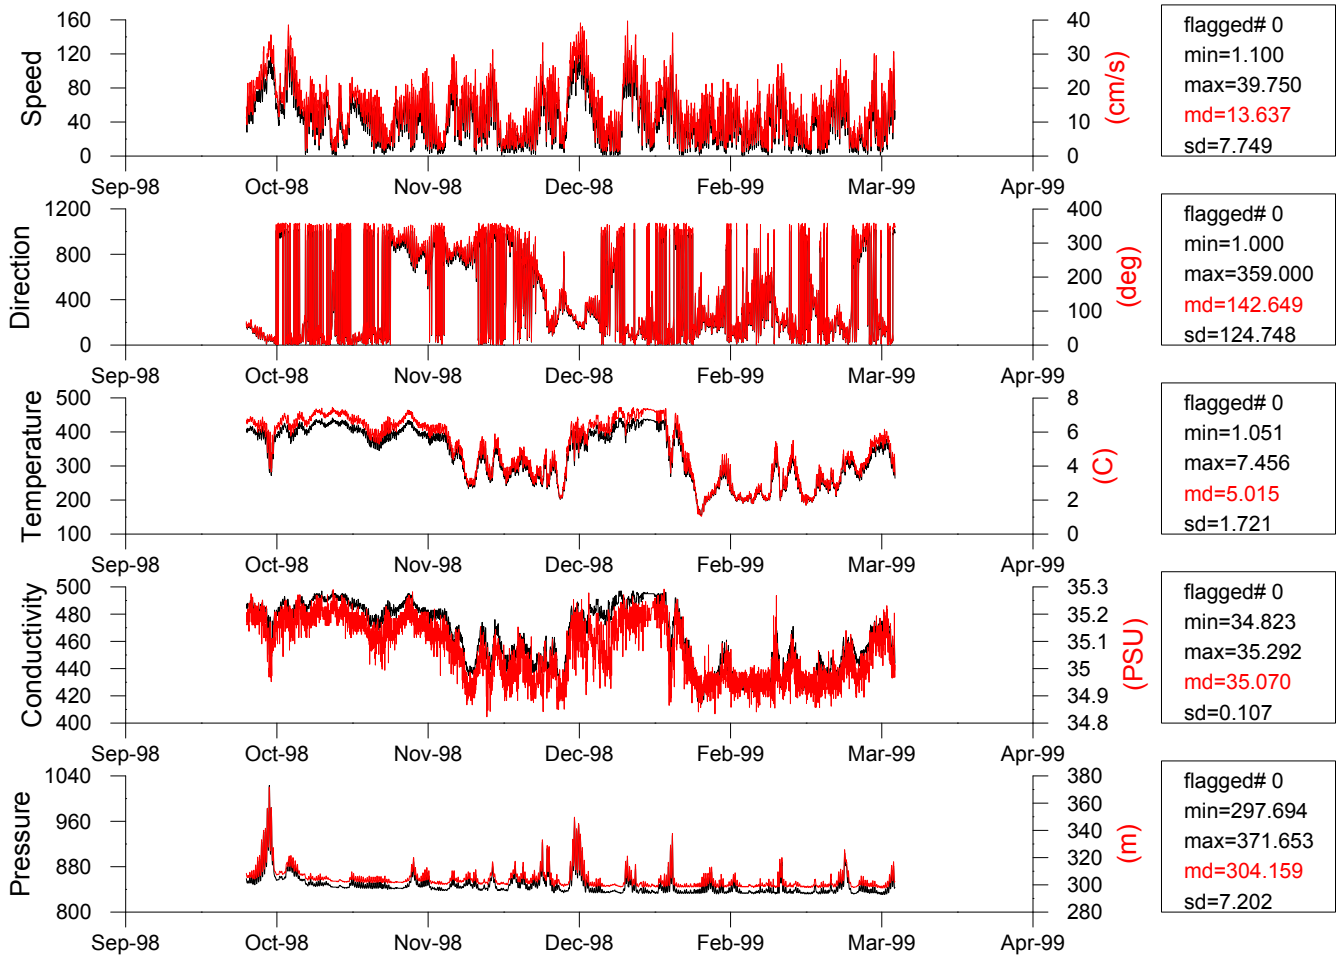 Speed
160
120
80
40
0
40
30
20
10
0
(cm/s)
Sep-98 Oct-98 Nov-98 Dec-98 Feb-99 Mar-99 Apr-99
flagged# 0
min=1.100
max=39.750
md=13.637
sd=7.749
Direction
1200
800
400
0
400
300
200
100
0
(deg)
Sep-98 Oct-98 Nov-98 Dec-98 Feb-99 Mar-99 Apr-99
flagged# 0
min=1.000
max=359.000
md=142.649
sd=124.748
Temperature
500
400
300
200
100
8
6
4
2
0
(C)
Sep-98 Oct-98 Nov-98 Dec-98 Feb-99 Mar-99 Apr-99
flagged# 0
min=1.051
max=7.456
md=5.015
sd=1.721
Conductivity
500
480
460
440
420
400
35.3
35.2
35.1
35
34.9
34.8
(PSU)
Sep-98 Oct-98 Nov-98 Dec-98 Feb-99 Mar-99 Apr-99
flagged# 0
min=34.823
max=35.292
md=35.070
sd=0.107
Pressure
1040
960
880
800
380
360
340
320
300
280
(m)
Sep-98 Oct-98 Nov-98 Dec-98 Feb-99 Mar-99 Apr-99
flagged# 0
min=297.694
max=371.653
md=304.159
sd=7.202